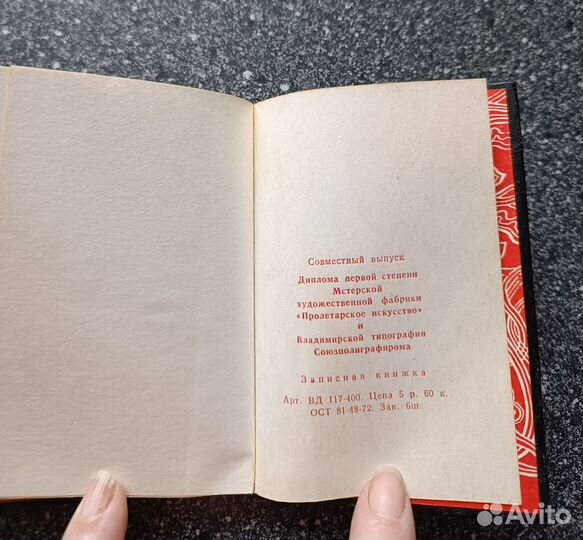 Совместный выпуск
Диплома первой степени
Мстерской
художественной фабрики
«Пролетарское искусство»
и
Владимирской типографии
Союзполиграфпрома
Записная книжка
Арт. ВД 117-400. Цена 5 р. 60 к.
ОСТ 81-48-72. Зак. 6ш.
Avito